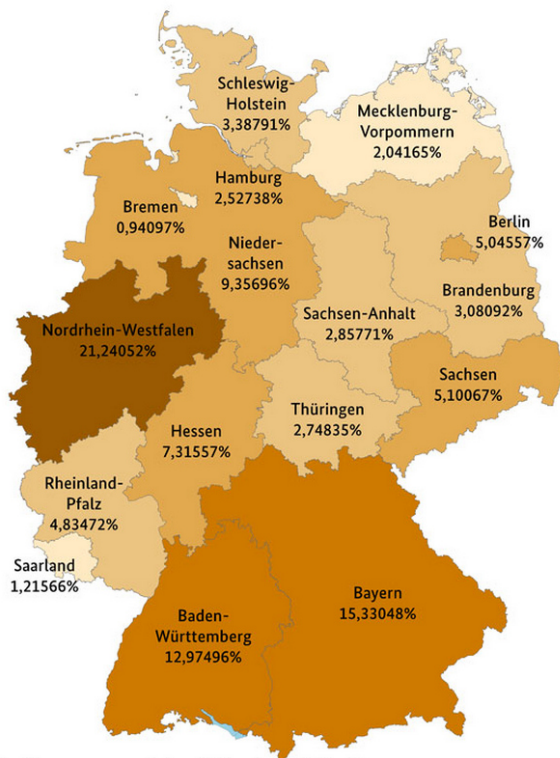 Schleswig-
Holstein
3,38791%
Mecklenburg-
Vorpommern
2,04165%
Hamburg
2,52738%
Bremen
0,94097%
Nieder-
sachsen
9,35696%
Berlin
5,04557%
Brandenburg
3,08092%
Sachsen-Anhalt
2,85771%
Nordrhein-Westfalen
21,24052%
Sachsen
5,10067%
Thüringen
2,74835%
Hessen
7,31557%
Rheinland-
Pfalz
4,83472%
Saarland
1,21566%
Bayern
15,33048%
Baden-
Württemberg
12,97496%